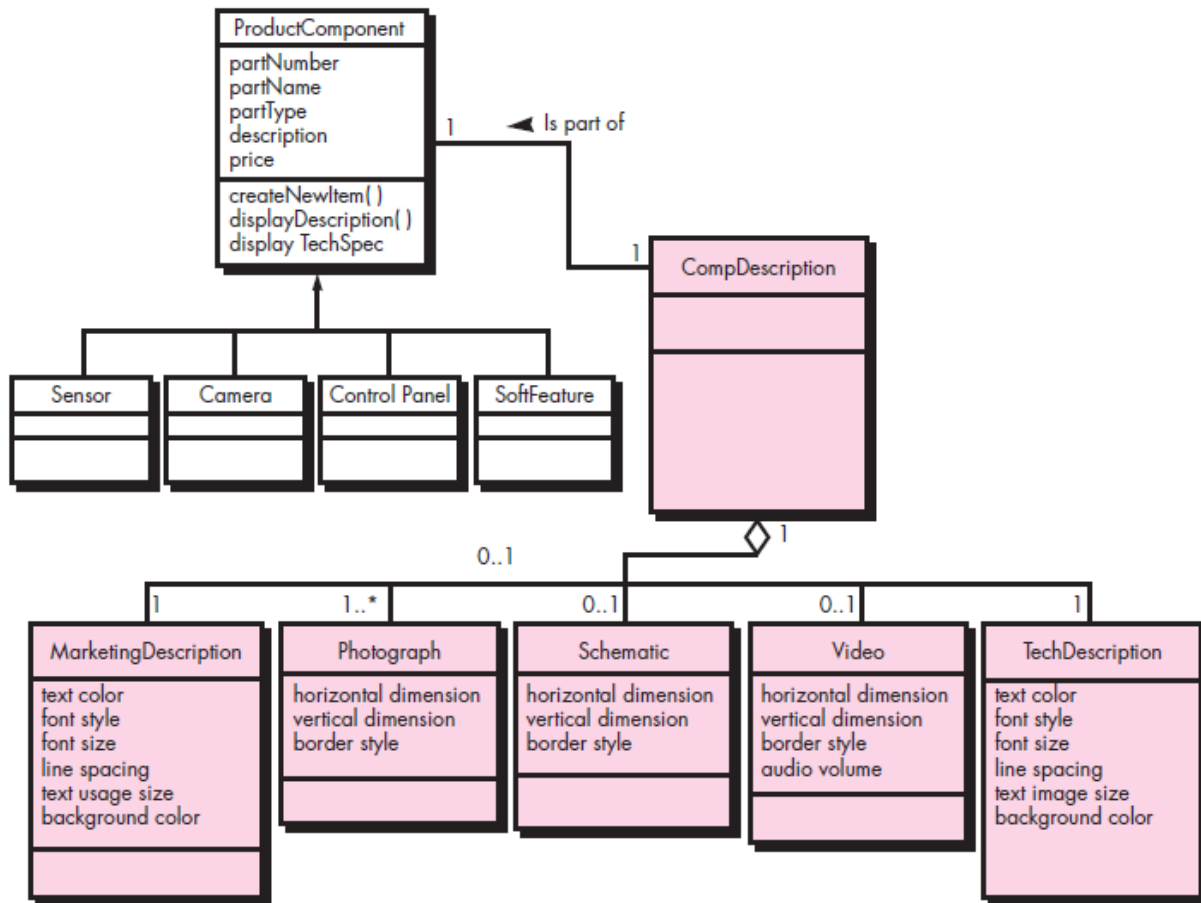 ProductComponent
partNumber
partName
partType
description
price
createNewItem( )
displayDescription( )
display TechSpec
1
Is part of
1
CompDescription
Sensor
Camera
Control Panel
SoftFeature
1
0..1
1
1..*
0..1
0..1
1
MarketingDescription
text color
font style
font size
line spacing
text usage size
background color
Photograph
horizontal dimension
vertical dimension
border style
Schematic
horizontal dimension
vertical dimension
border style
Video
horizontal dimension
vertical dimension
border style
audio volume
TechDescription
text color
font style
font size
line spacing
text image size
background color